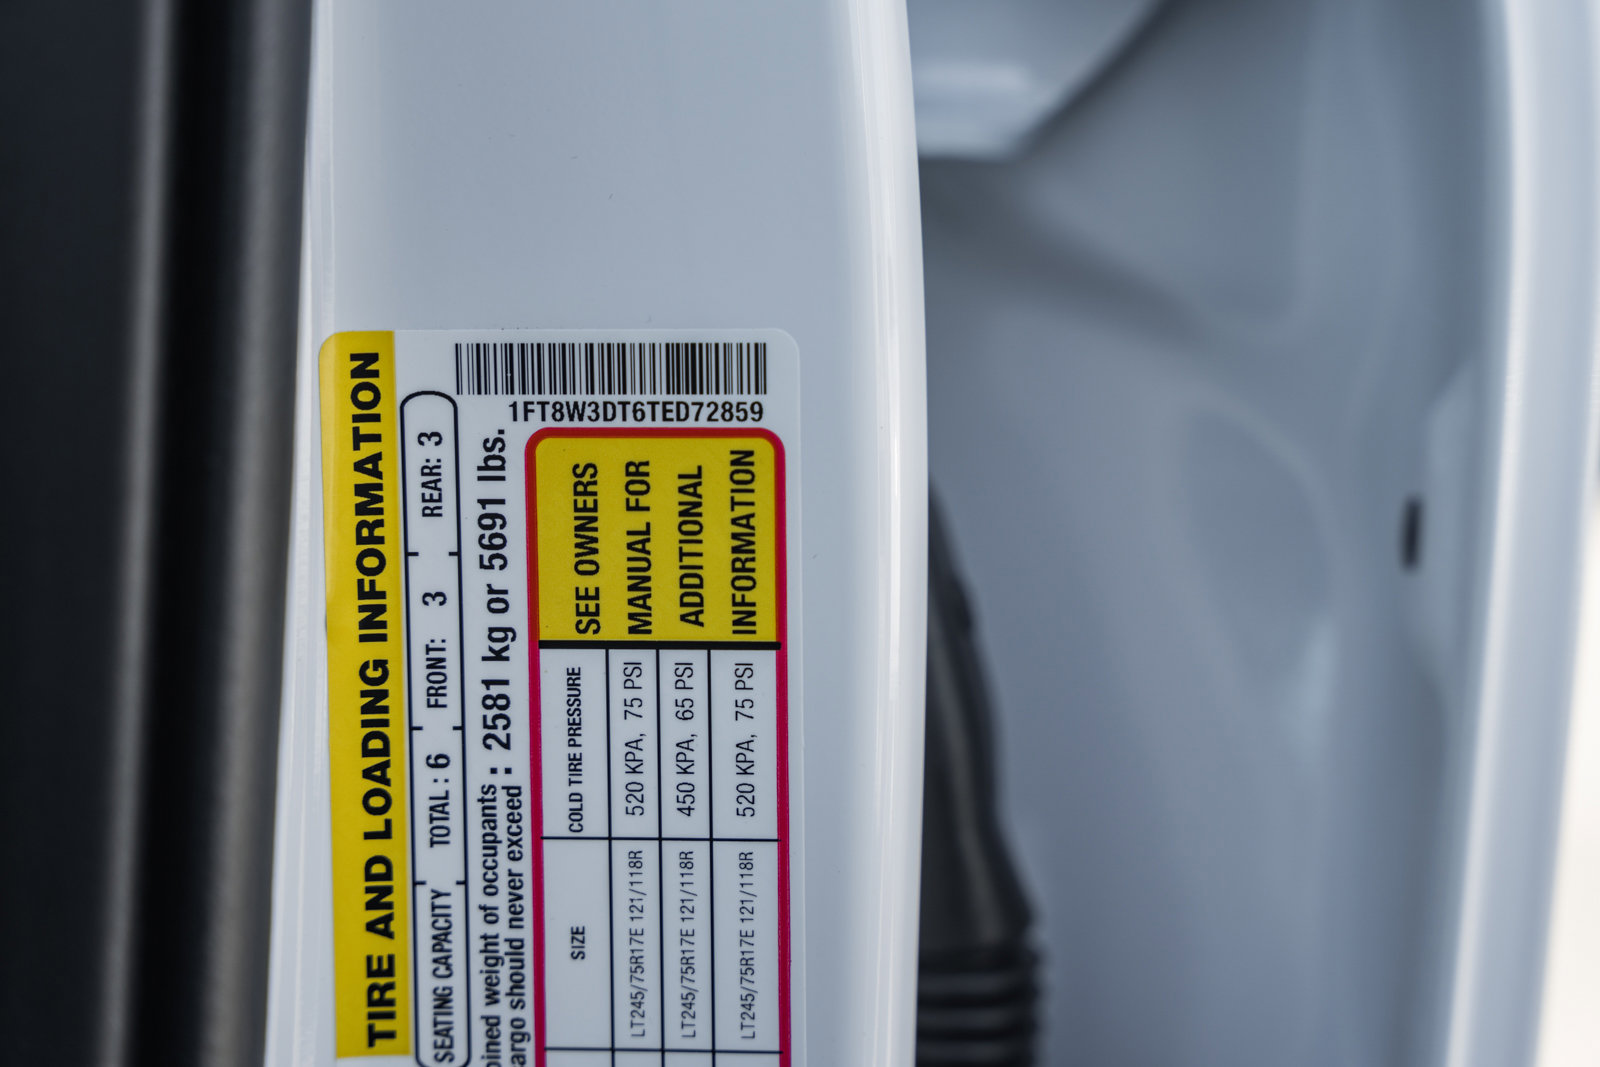 1FT8W3DT6TED72859
TIRE AND LOADING INFORMATION
SEATING CAPACITY TOTAL : 6 FRONT: 3 REAR: 3
weight of occupants : 2581 kg or 5691 lbs.
should never exceed
SIZE COLD TIRE PRESSURE
LT245/75R17E 121/118R 520 KPA, 75 PSI
LT245/75R17E 121/118R 450 KPA, 65 PSI
LT245/75R17E 121/118R 520 KPA, 75 PSI
SEE OWNERS
MANUAL FOR
ADDITIONAL
INFORMATION